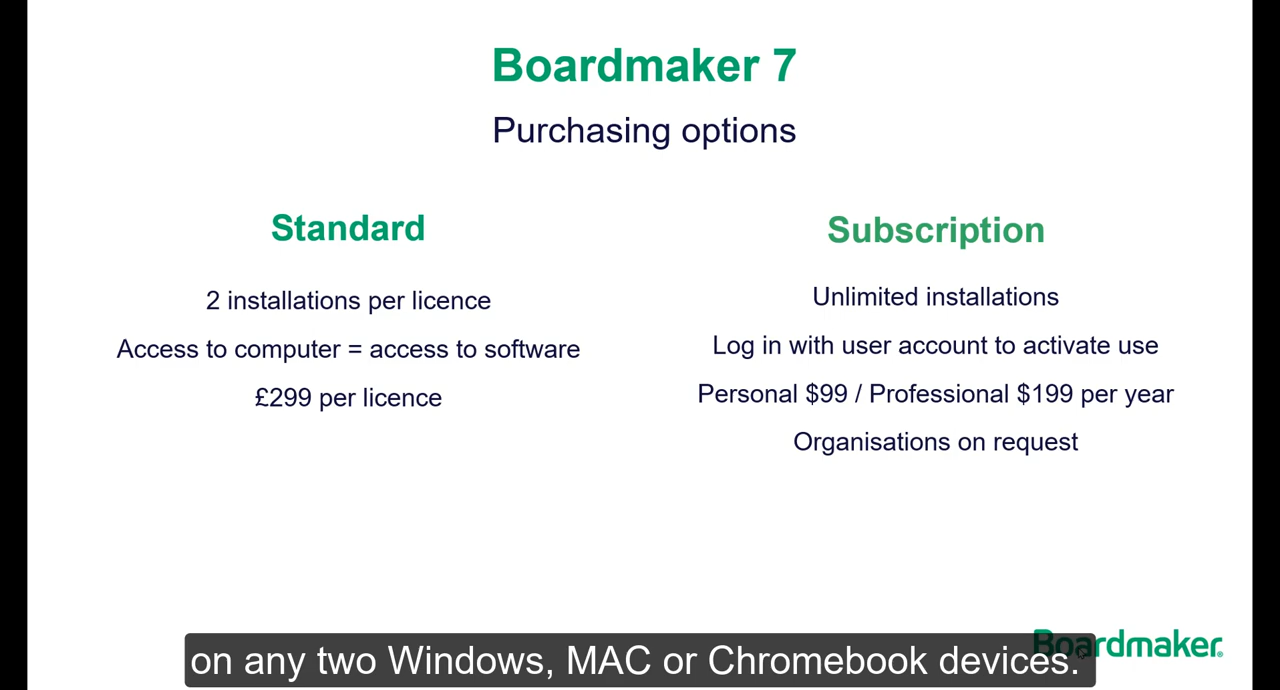 Boardmaker 7
Purchasing options
Standard
2 installations per licence
Access to computer = access to software
£299 per licence
Subscription
Unlimited installations
Log in with user account to activate use
Personal $99 / Professional $199 per year
Organisations on request
Boardmaker®
on any two Windows, MAC or Chromebook devices.